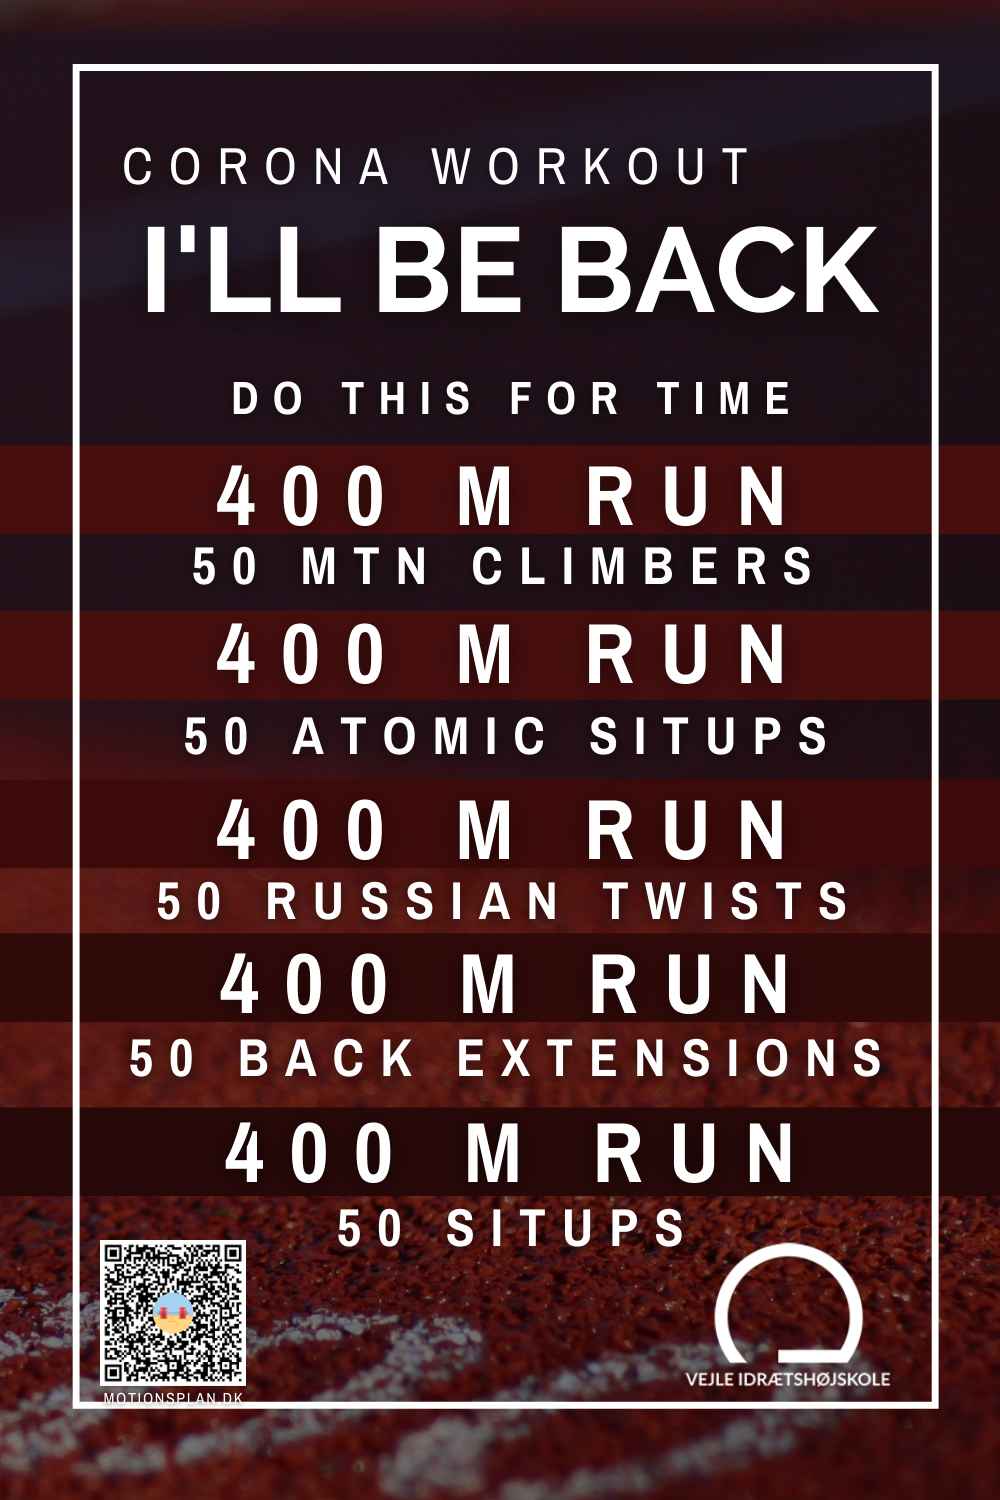 CORONA WORKOUT
I'LL BE BACK
DO THIS FOR TIME
400 M RUN
50 MTN CLIMBERS
400 M RUN
50 ATOMIC SITUPS
400 M RUN
50 RUSSIAN TWISTS
400 M RUN
50 BACK EXTENSIONS
400 M RUN
50 SITUPS
MOTIONSPLAN.DK
VEJLE IDRÆTSHØJSKOLE